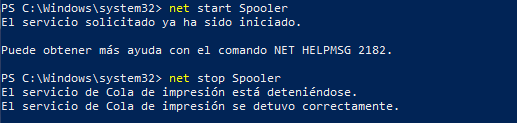 PS C:\Windows\system32> net start Spooler
El servicio solicitado ya ha sido iniciado.
Puede obtener más ayuda con el comando NET HELPMSG 2182.
PS C:\Windows\system32> net stop Spooler
El servicio de Cola de impresión está deteniéndose.
El servicio de Cola de impresión se detuvo correctamente.